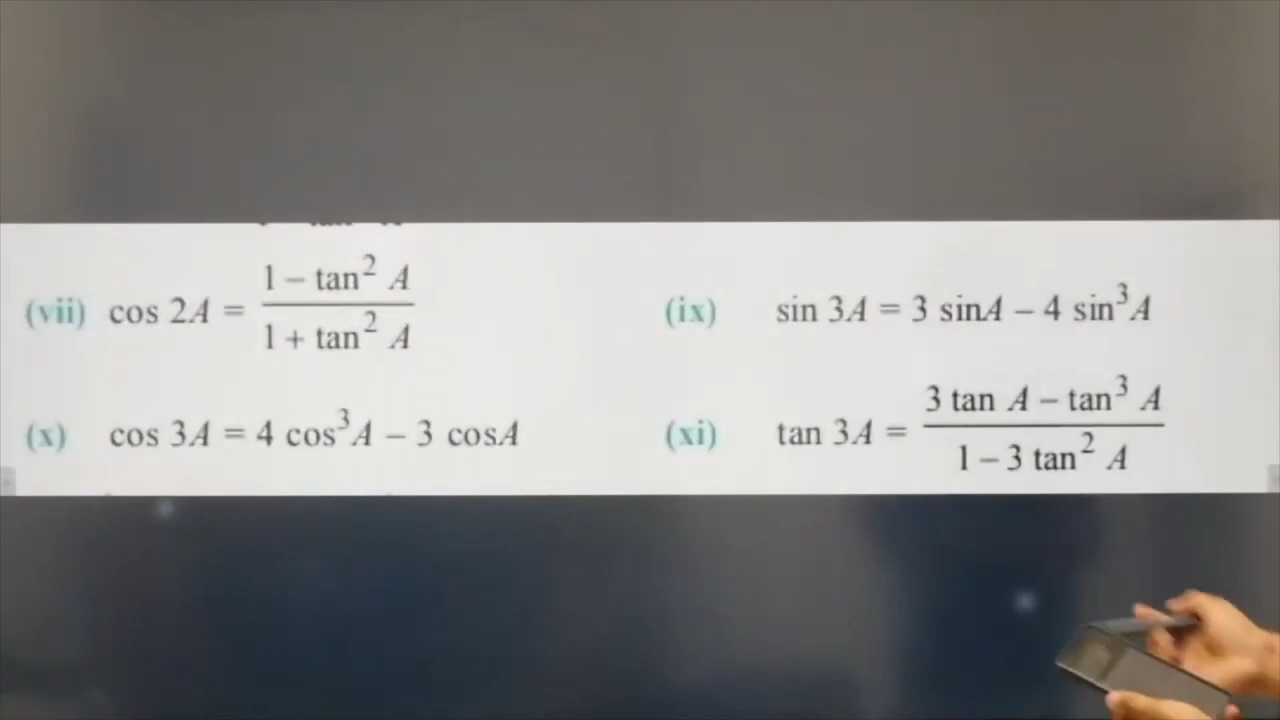 (vii) cos 2A = (1 − tan² A) / (1 + tan² A)
(ix) sin 3A = 3 sinA − 4 sin³A
(x) cos 3A = 4 cos³A − 3 cosA
(xi) tan 3A = (3 tan A − tan³ A) / (1 − 3 tan² A)